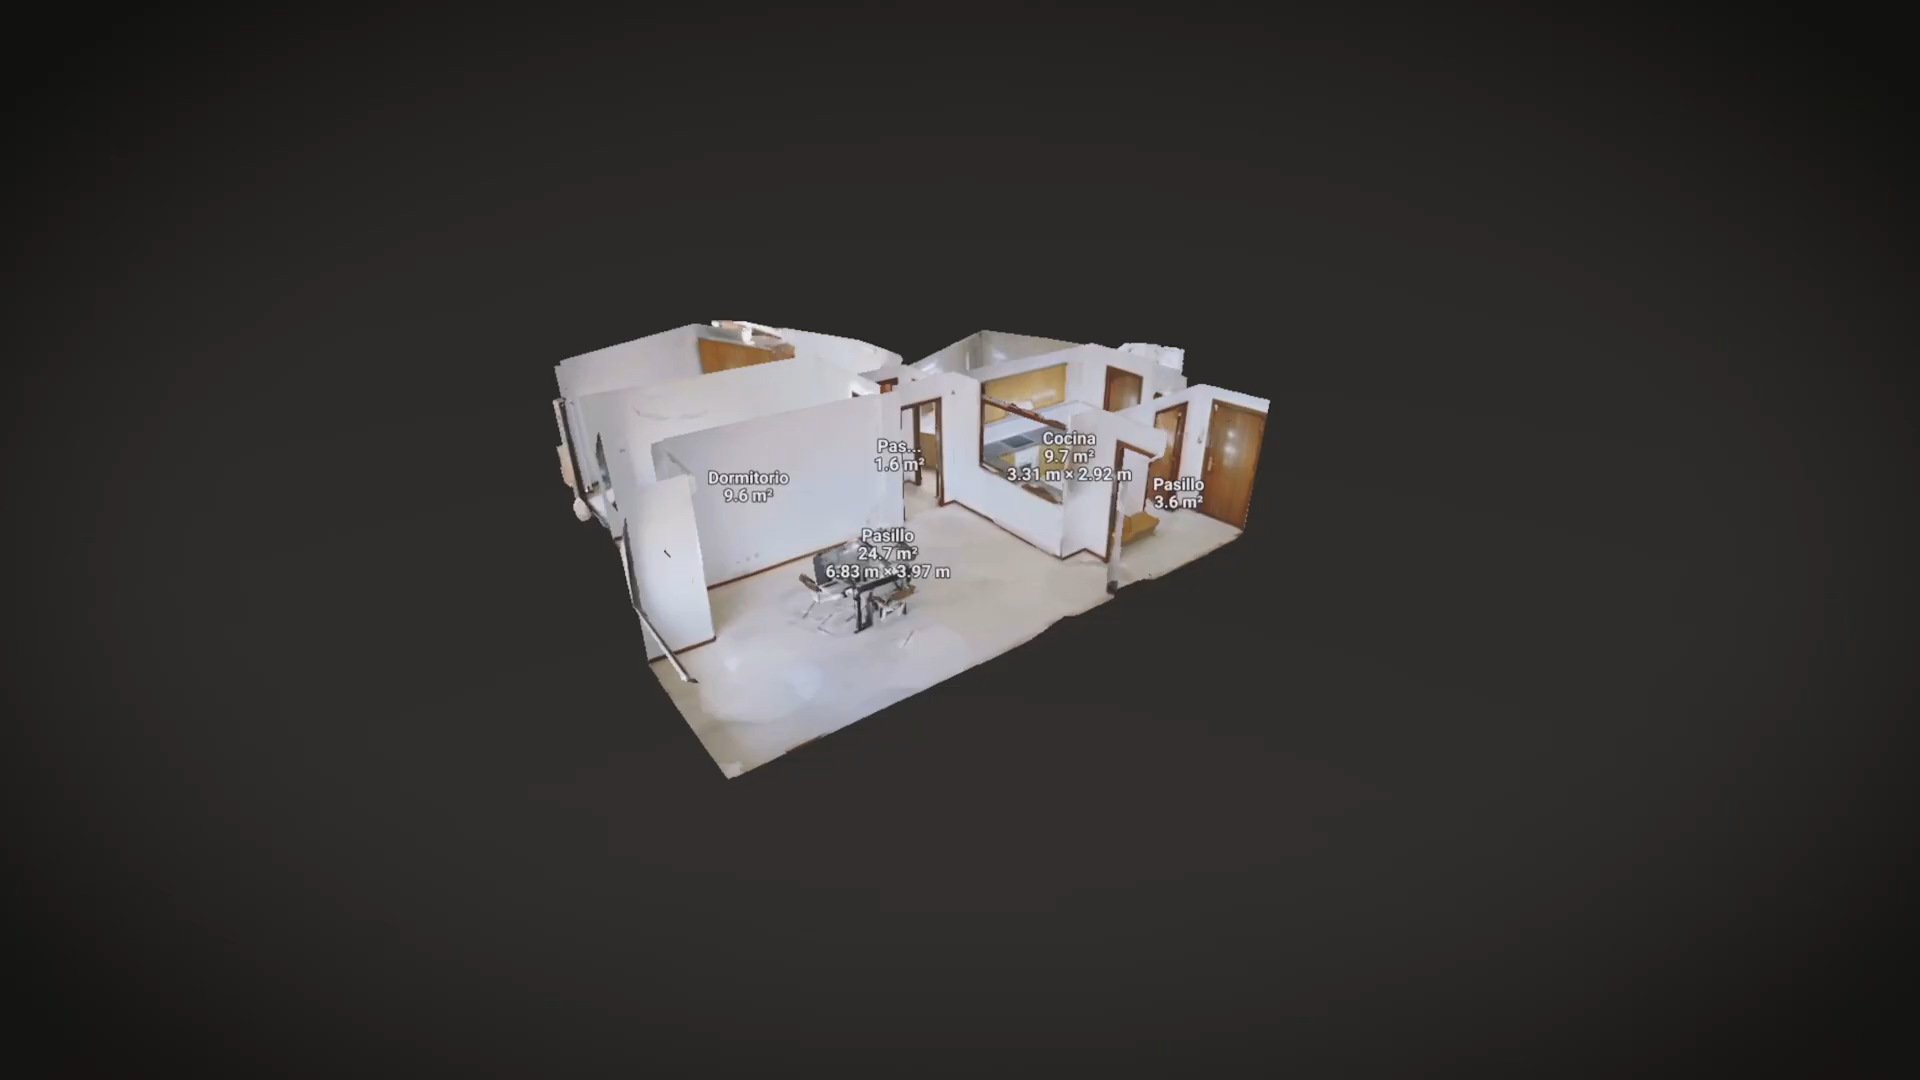 Dormitorio
9.6 m²
Pas...
1.6 m²
Cocina
9.7 m²
3.31 m × 2.92 m
Pasillo
3.6 m²
Pasillo
24.7 m²
6.83 m × 3.97 m